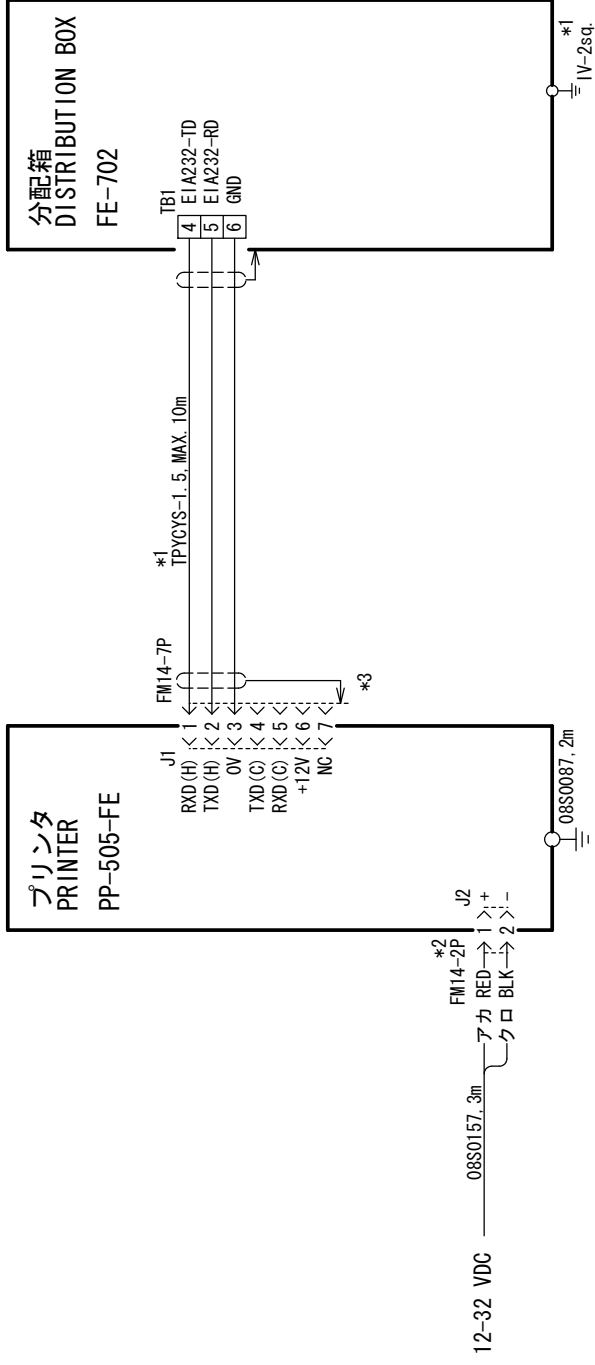 プリンタ
PRINTER
PP-505-FE
J1
RXD(H) 1
TXD(H) 2
0V 3
TXD(C) 4
RXD(C) 5
+12V 6
NC 7
FM14-7P
*3
*1
TPYCYS-1.5,MAX.10m
分配箱
DISTRIBUTION BOX
FE-702
TB1
4 EIA232-TD
5 EIA232-RD
6 GND
*1
IV-2sq.
12-32 VDC
08S0157,3m
アカ RED
クロ BLK
*2
FM14-2P
J2
1 +
2 -
08S0087,2m